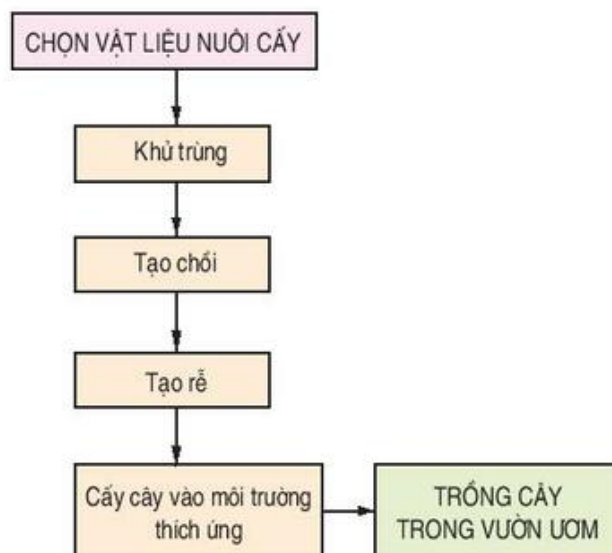 CHỌN VẬT LIỆU NUÔI CẤY
Khử trùng
Tạo chồi
Tạo rễ
Cấy cây vào môi trường
thích ứng
TRỒNG CÂY
TRONG VƯỜN ƯƠM